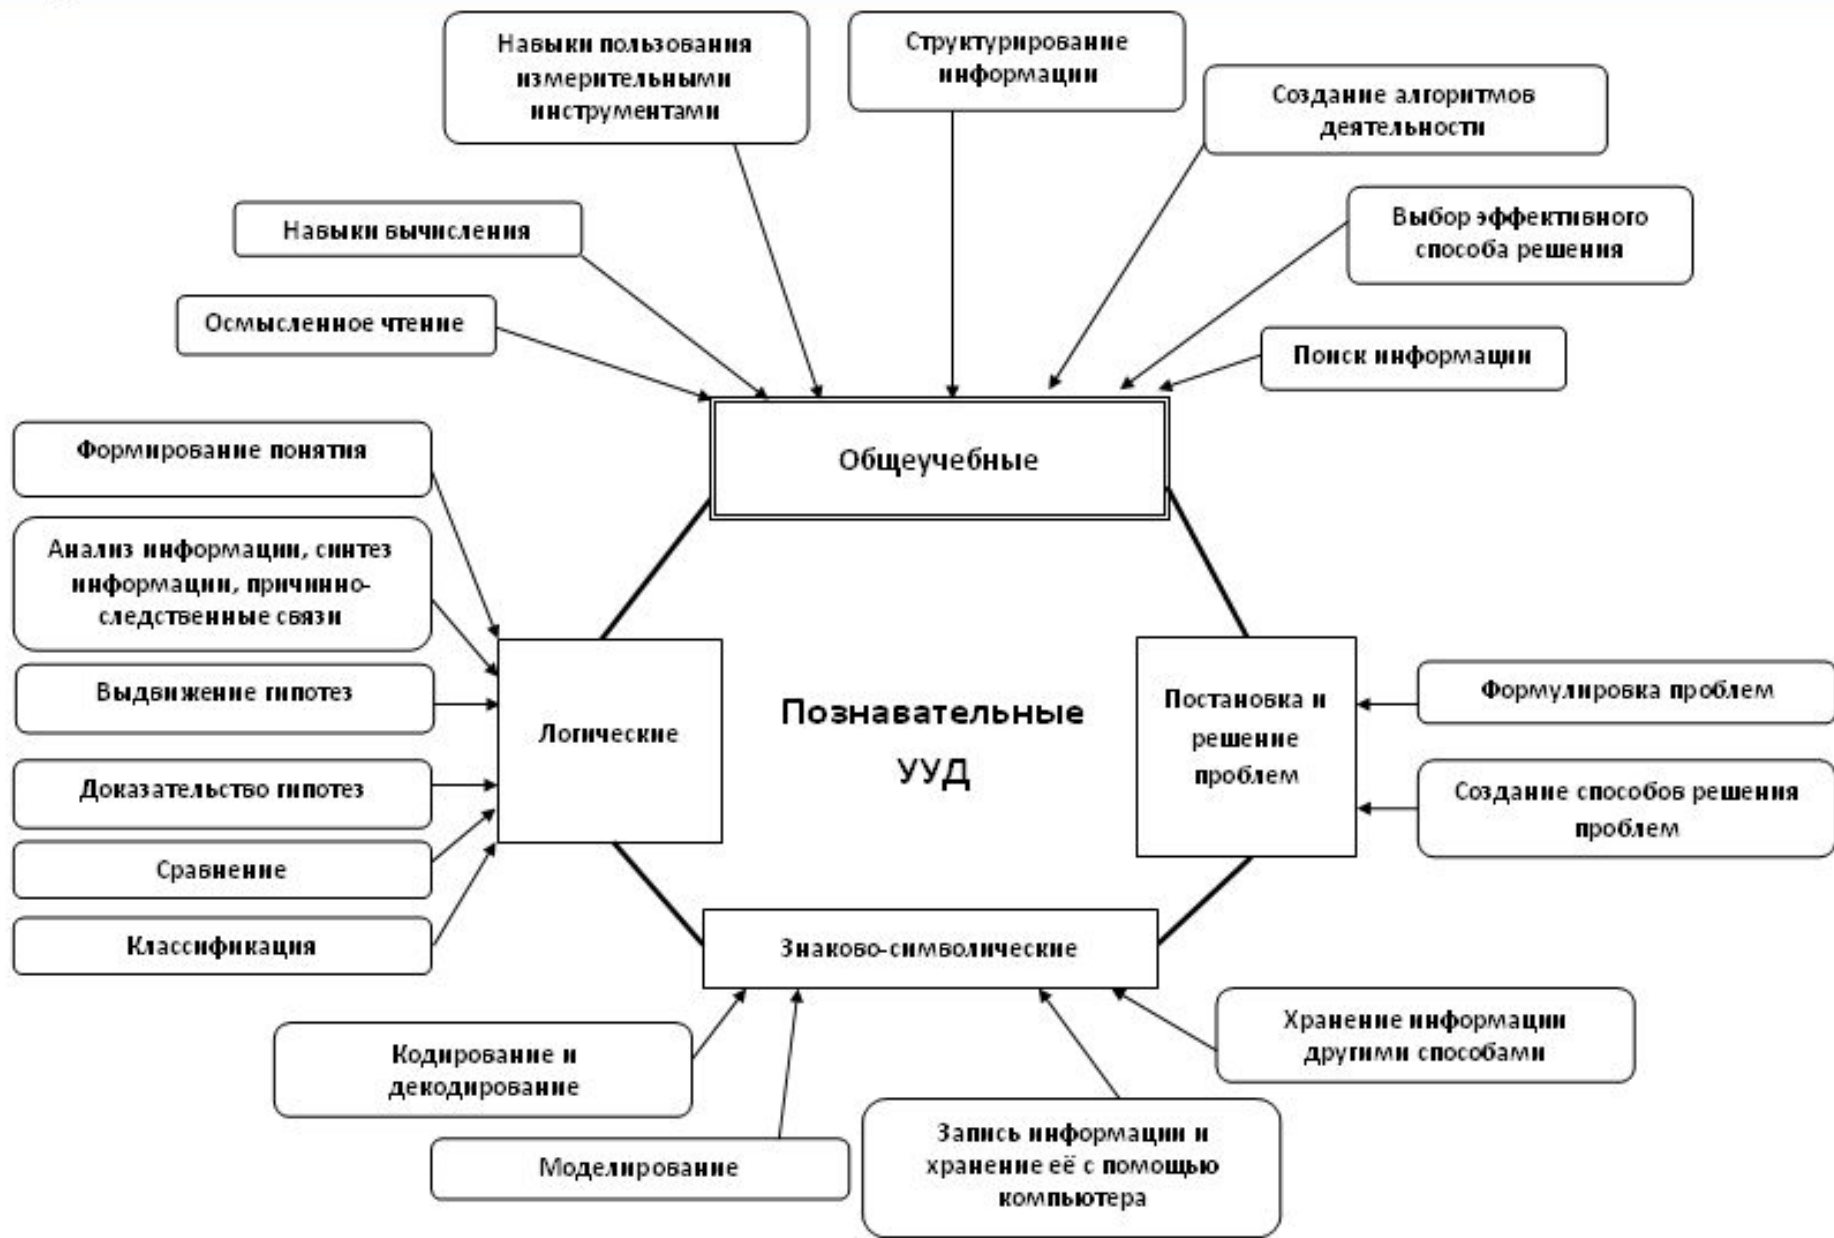 Навыки пользования
измерительными
инструментами
Структурирование
информации
Создание алгоритмов
деятельности
Выбор эффективного
способа решения
Навыки вычисления
Осмысленное чтение
Поиск информации
Общеучебные
Формирование понятия
Анализ информации, синтез
информации, причинно-
следственные связи
Выдвижение гипотез
Доказательство гипотез
Сравнение
Классификация
Логические
Познавательные
УУД
Постановка и
решение
проблем
Формулировка проблем
Создание способов решения
проблем
Знаково-символические
Кодирование и
декодирование
Моделирование
Запись информации и
хранение её с помощью
компьютера
Хранение информации
другими способами